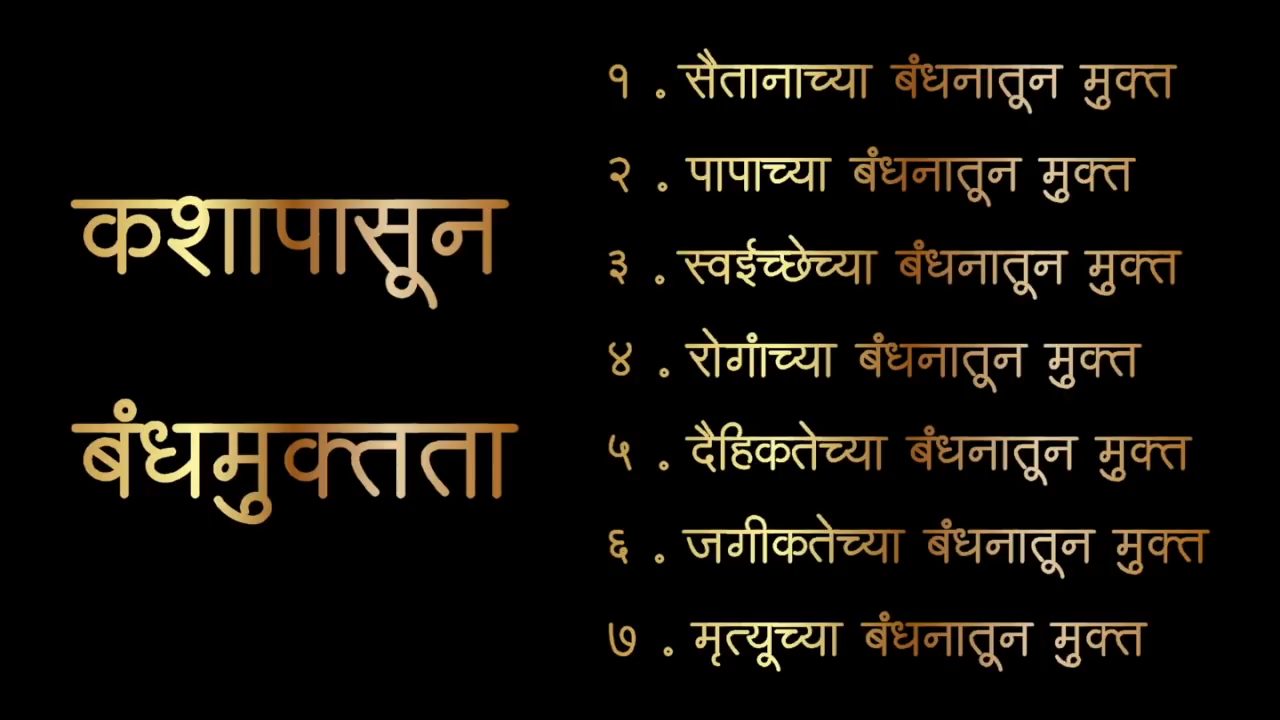 कशापासून
बंधमुक्तता
१ . सैतानाच्या बंधनातून मुक्त
२ . पापाच्या बंधनातून मुक्त
३ . स्वईच्छेच्या बंधनातून मुक्त
४ . रोगांच्या बंधनातून मुक्त
५ . दैहिकतेच्या बंधनातून मुक्त
६ . जगीकतेच्या बंधनातून मुक्त
७ . मृत्यूच्या बंधनातून मुक्त